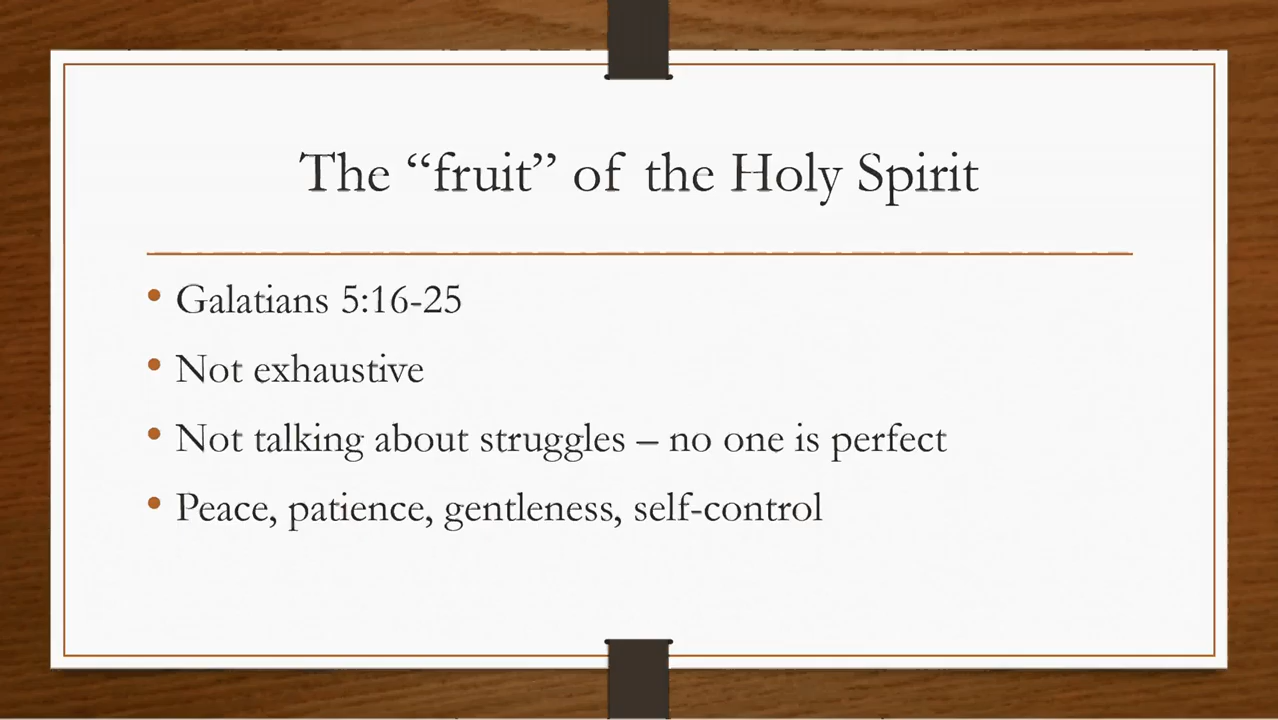 The “fruit” of the Holy Spirit
• Galatians 5:16-25
• Not exhaustive
• Not talking about struggles – no one is perfect
• Peace, patience, gentleness, self-control